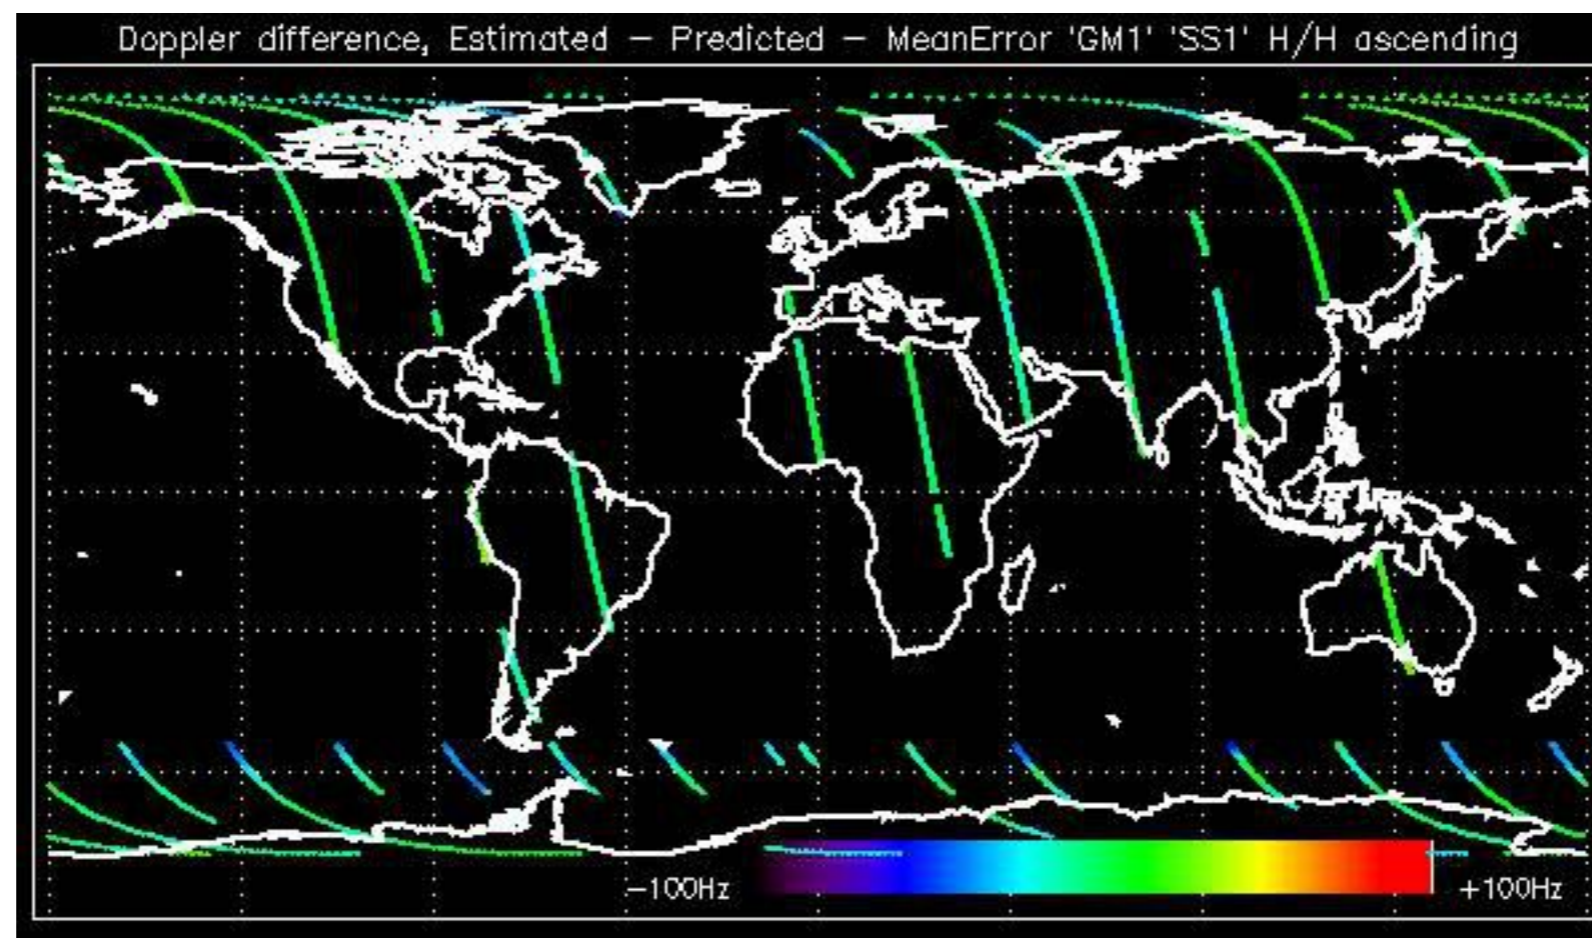 Doppler difference, Estimated — Predicted — MeanError 'GM1' 'SS1' H/H ascending
−100Hz +100Hz